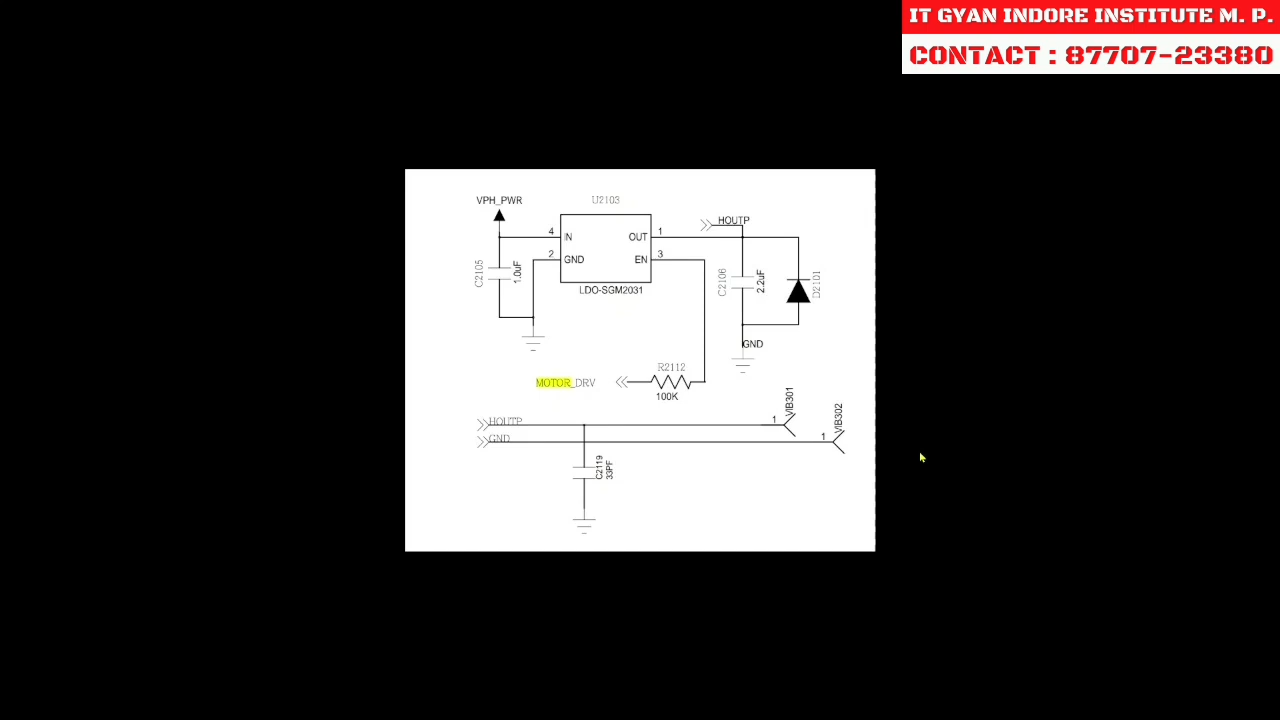 IT GYAN INDORE INSTITUTE M. P.
CONTACT : 87707-23380
VPH_PWR
U2103
HOUTP
4 IN
OUT 1
2 GND
EN 3
C2105
1.0uF
LDO-SGM2031
C2106
2.2uF
D2101
GND
R2112
MOTOR_DRV
100K
VIB301
HOUTP
1
VIB302
GND
1
C2119
33PF